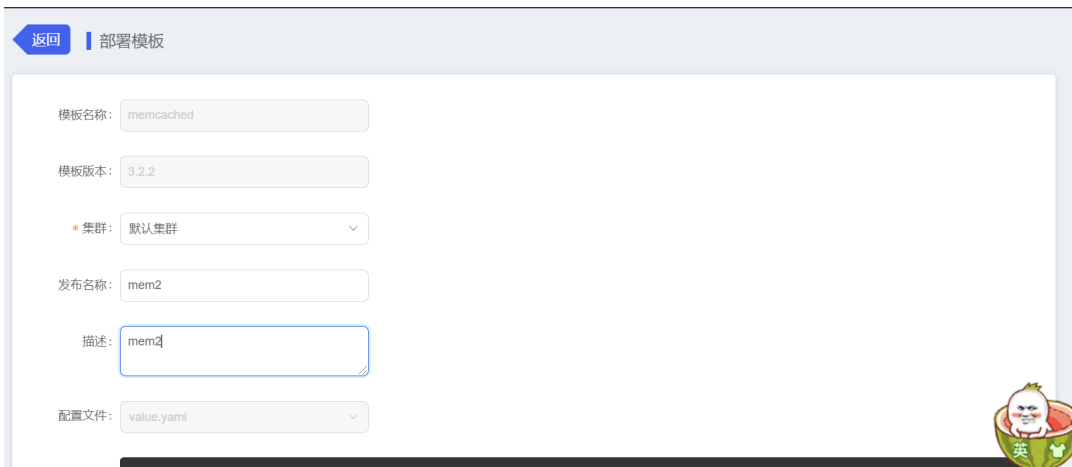 返回
部署模板
模板名称: memcached
模板版本: 3.2.2
* 集群: 默认集群
发布名称: mem2
描述: mem2
配置文件: value.yaml
英